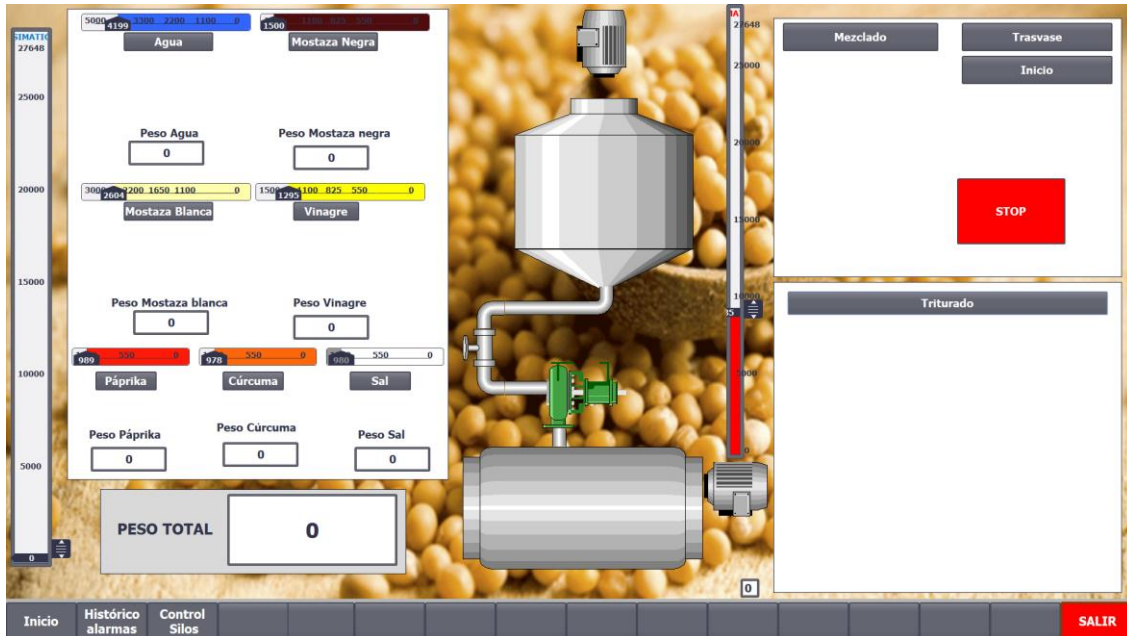 SIMATIC
27648
25000
20000
15000
10000
5000
0
5000 3300 2200 1100 0
4199
Agua
1100 825 550
1500
Mostaza Negra
Peso Agua
0
Peso Mostaza negra
0
3000 2200 1650 1100 0
2604
Mostaza Blanca
1500 1100 825 550 0
1295
Vinagre
Peso Mostaza blanca
0
Peso Vinagre
0
550 0
989
Páprika
550 0
978
Cúrcuma
550 0
980
Sal
Peso Páprika
0
Peso Cúrcuma
0
Peso Sal
0
PESO TOTAL
0
27648
25000
20000
15000
10000
5000
0
0
Mezclado
Trasvase
Inicio
STOP
Triturado
Inicio
Histórico
alarmas
Control
Silos
SALIR